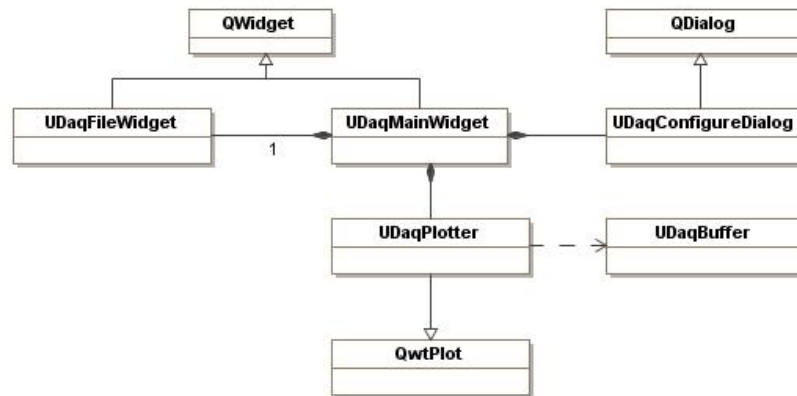 QWidget
QDialog
UDaqFileWidget
UDaqMainWidget
UDaqConfigureDialog
1
UDaqPlotter
UDaqBuffer
QwtPlot